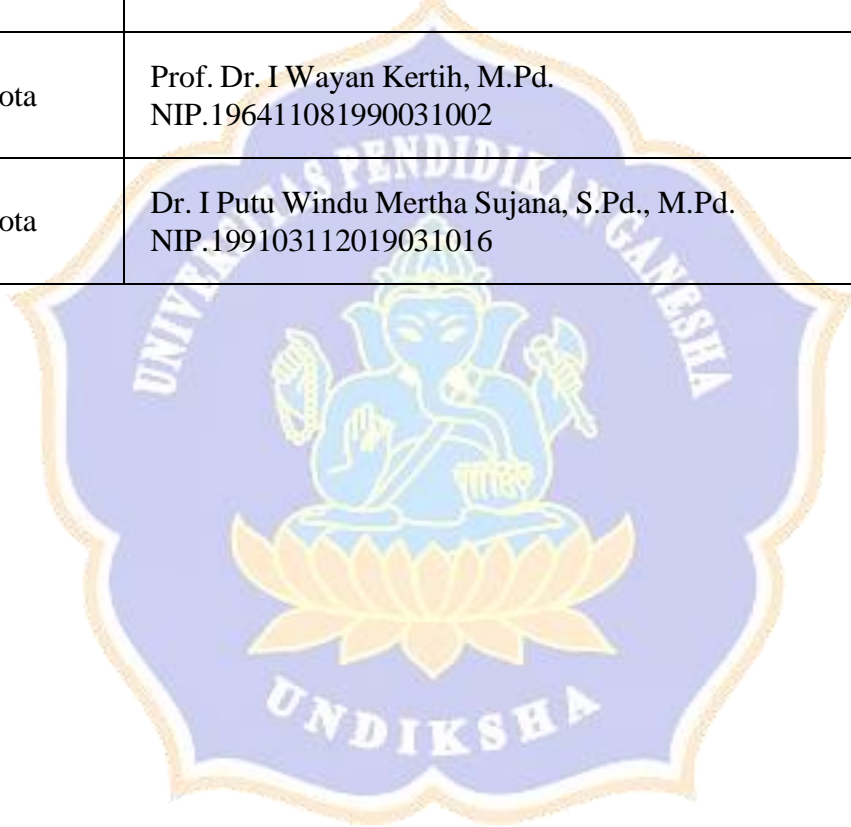 ota
Prof. Dr. I Wayan Kertih, M.Pd.
NIP.196411081990031002
ota
Dr. I Putu Windu Mertha Sujana, S.Pd., M.Pd.
NIP.199103112019031016
UNIVERSITAS PENDIDIKAN GANESHA
UNDIKSHA